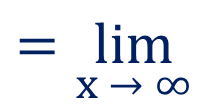 = lim
x → ∞